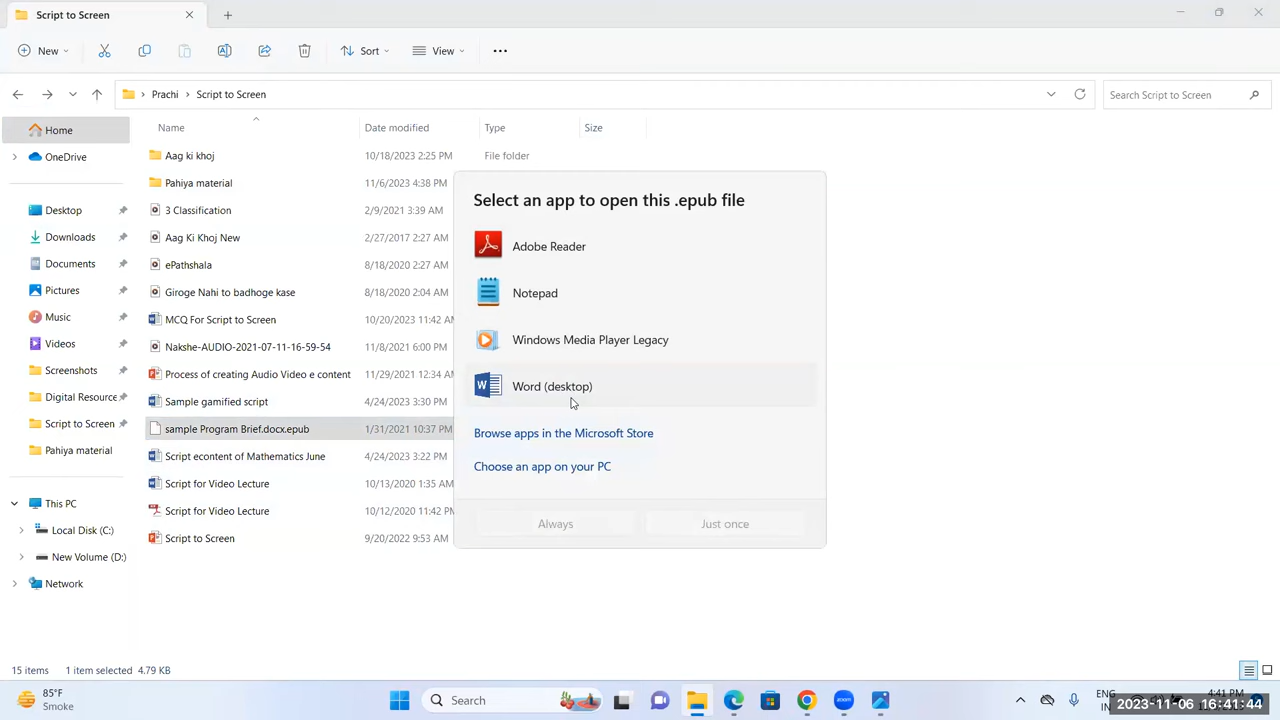 Script to Screen
New
Sort
View
Prachi
Script to Screen
Search Script to Screen
Name
Date modified
Type
Size
Home
OneDrive
Desktop
Downloads
Documents
Pictures
Music
Videos
Screenshots
Digital Resource
Script to Screen
Pahiya material
This PC
Local Disk (C:)
New Volume (D:)
Network
Aag ki khoj 10/18/2023 2:25 PM File folder
Pahiya material 11/6/2023 4:38 PM
3 Classification 2/9/2021 3:39 AM
Aag Ki Khoj New 2/27/2017 2:27 AM
ePathshala 8/18/2020 2:27 AM
Giroge Nahi to badhoge kase 8/18/2020 2:04 AM
MCQ For Script to Screen 10/20/2023 11:42 AM
Nakshe-AUDIO-2021-07-11-16-59-54 11/8/2021 6:00 PM
Process of creating Audio Video e content 11/29/2021 12:34 AM
Sample gamified script 4/24/2023 3:30 PM
sample Program Brief.docx.epub 1/31/2021 10:37 PM
Script econtent of Mathematics June 4/24/2023 3:22 PM
Script for Video Lecture 10/13/2020 1:35 AM
Script for Video Lecture 10/12/2020 11:42 PM
Script to Screen 9/20/2022 9:53 AM
Select an app to open this .epub file
Adobe Reader
Notepad
Windows Media Player Legacy
Word (desktop)
Browse apps in the Microsoft Store
Choose an app on your PC
Always
Just once
15 items
1 item selected 4.79 KB
85°F
Smoke
Search
ENG
IN
4:41 PM
2023-11-06 16:41:44